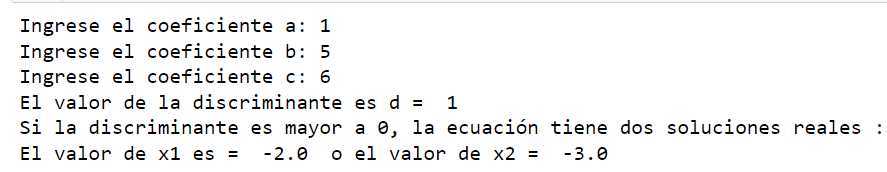 Ingrese el coeficiente a: 1
Ingrese el coeficiente b: 5
Ingrese el coeficiente c: 6
El valor de la discriminante es d =  1
Si la discriminante es mayor a 0, la ecuación tiene dos soluciones reales :
El valor de x1 es =  -2.0  o el valor de x2 =  -3.0